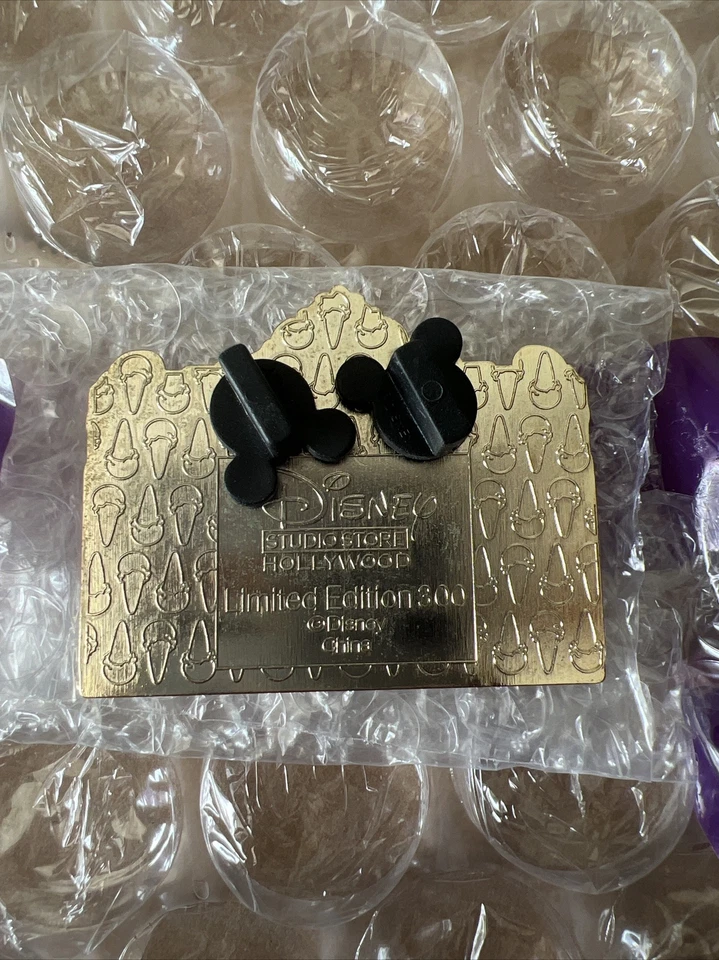 Disney
STUDIO STORE
HOLLYWOOD
Limited Edition 300
©Disney
China